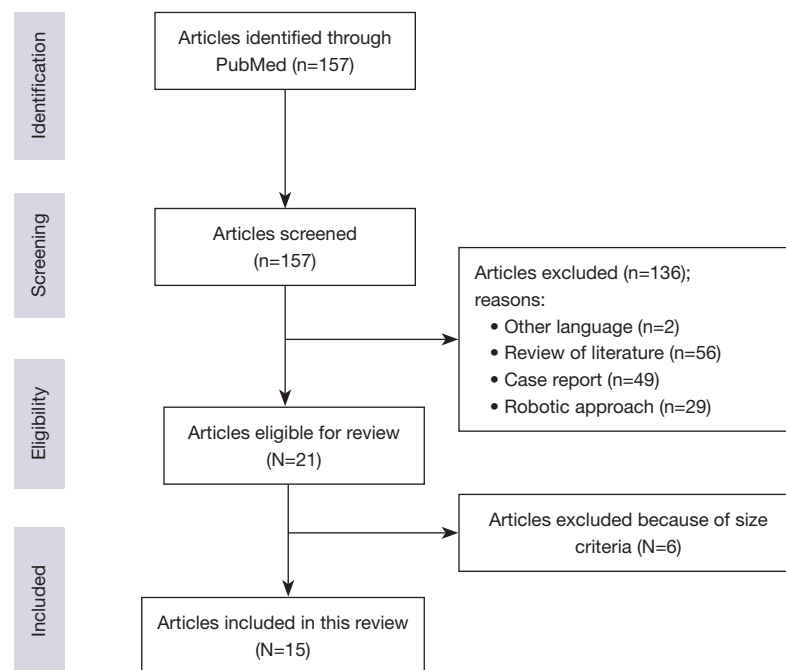 Identification
Articles identified through
PubMed (n=157)
Screening
Articles screened
(n=157)
Articles excluded (n=136);
reasons:
• Other language (n=2)
• Review of literature (n=56)
• Case report (n=49)
• Robotic approach (n=29)
Eligibility
Articles eligible for review
(N=21)
Articles excluded because of size
criteria (N=6)
Included
Articles included in this review
(N=15)